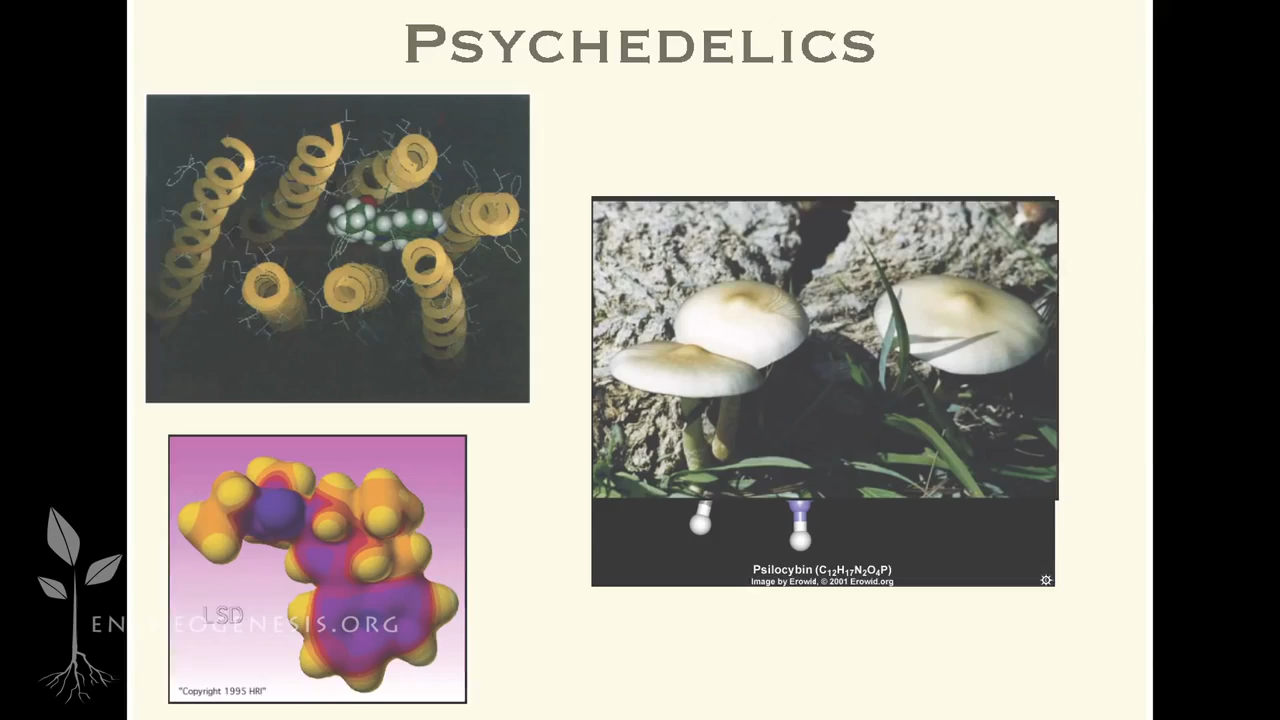 PSYCHEDELICS
LSD
ENTHEOGENESIS.ORG
"Copyright 1995 HRI"
Psilocybin (C₁₂H₁₇N₂O₄P)
Image by Erowid, © 2001 Erowid.org